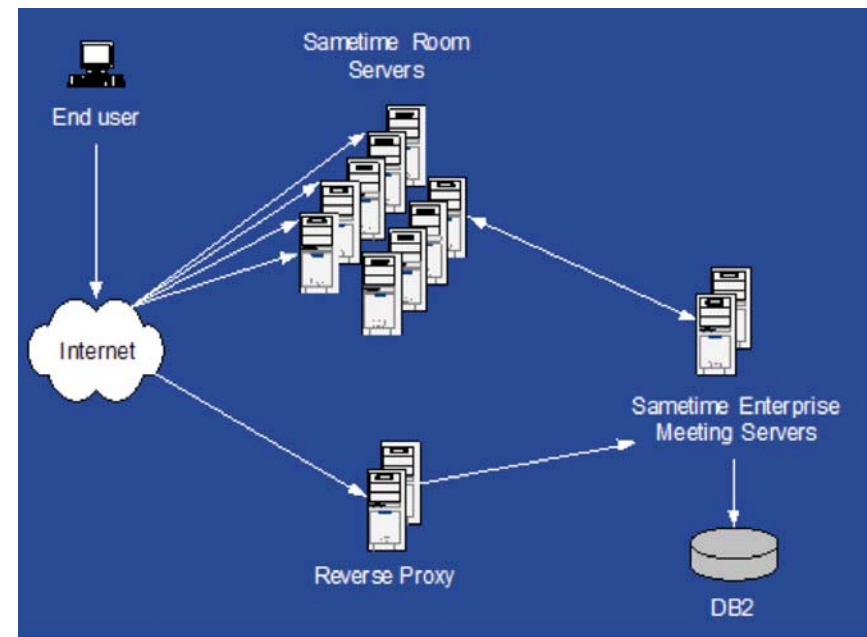 Sametime Room
Servers
End user
Internet
Sametime Enterprise
Meeting Servers
Reverse Proxy
DB2